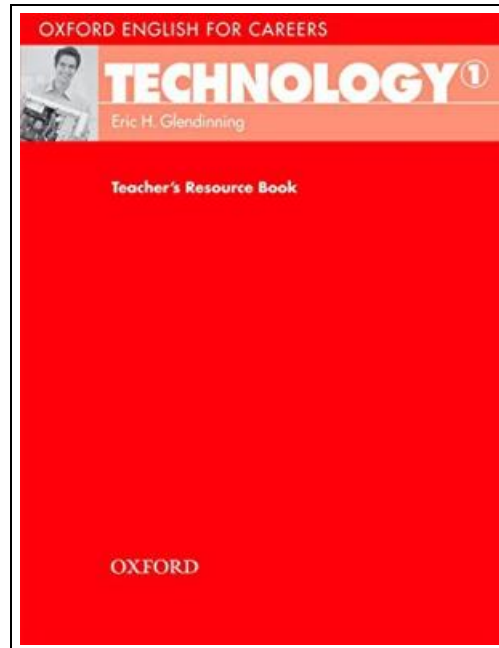 OXFORD ENGLISH FOR CAREERS
TECHNOLOGY①
Eric H. Glendinning
Teacher's Resource Book
OXFORD